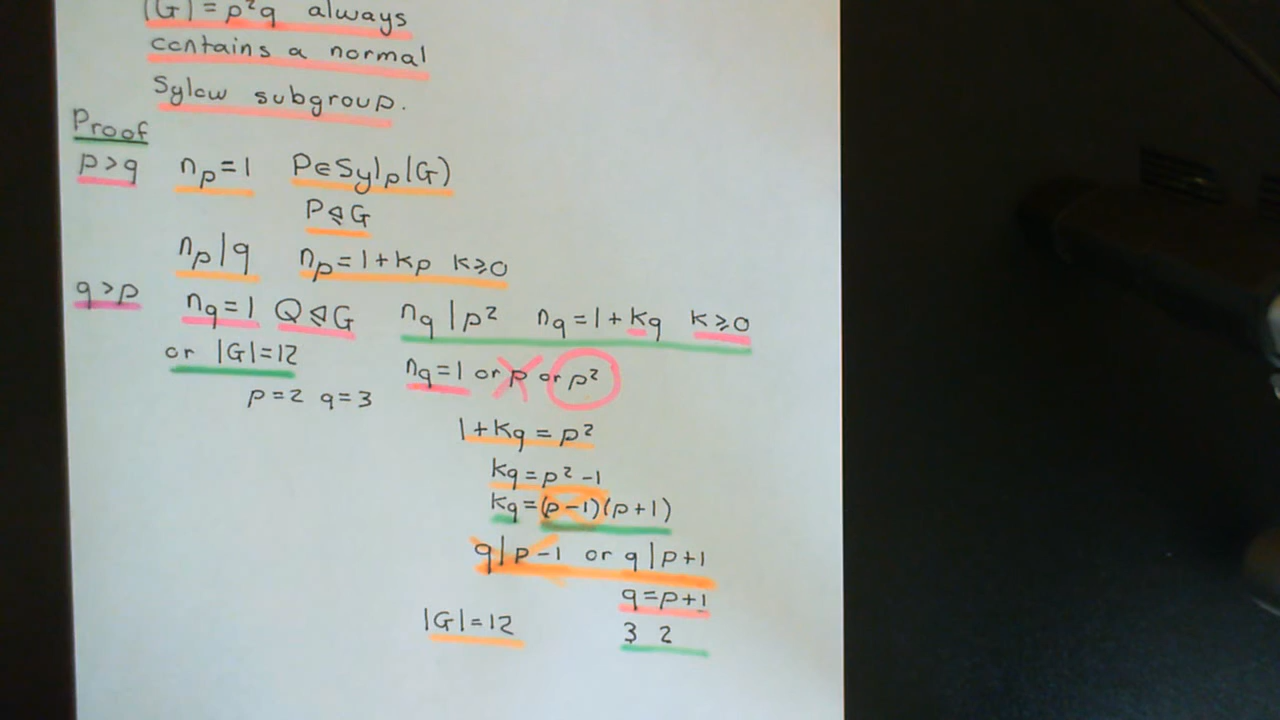 |G| = p²q always
contains a normal
Sylow subgroup.
Proof
p>q n_p=1 P∈Syl_p(G)
P⊲G
n_p|q n_p=1+kp k≥0
q>p n_q=1 Q⊲G n_q|p² n_q=1+kq k≥0
or |G|=12 n_q=1 or p or p²
p=2 q=3
1+kq=p²
kq=p²-1
kq=(p-1)(p+1)
q|p-1 or q|p+1
q=p+1
|G|=12 3 2